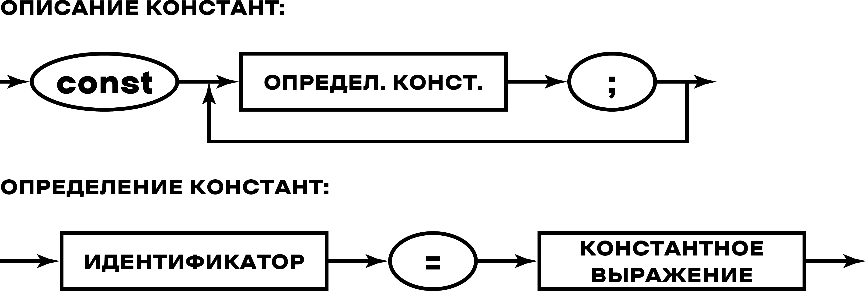 ОПИСАНИЕ КОНСТАНТ:
const
ОПРЕДЕЛ. КОНСТ.
;
ОПРЕДЕЛЕНИЕ КОНСТАНТ:
ИДЕНТИФИКАТОР
=
КОНСТАНТНОЕ
ВЫРАЖЕНИЕ